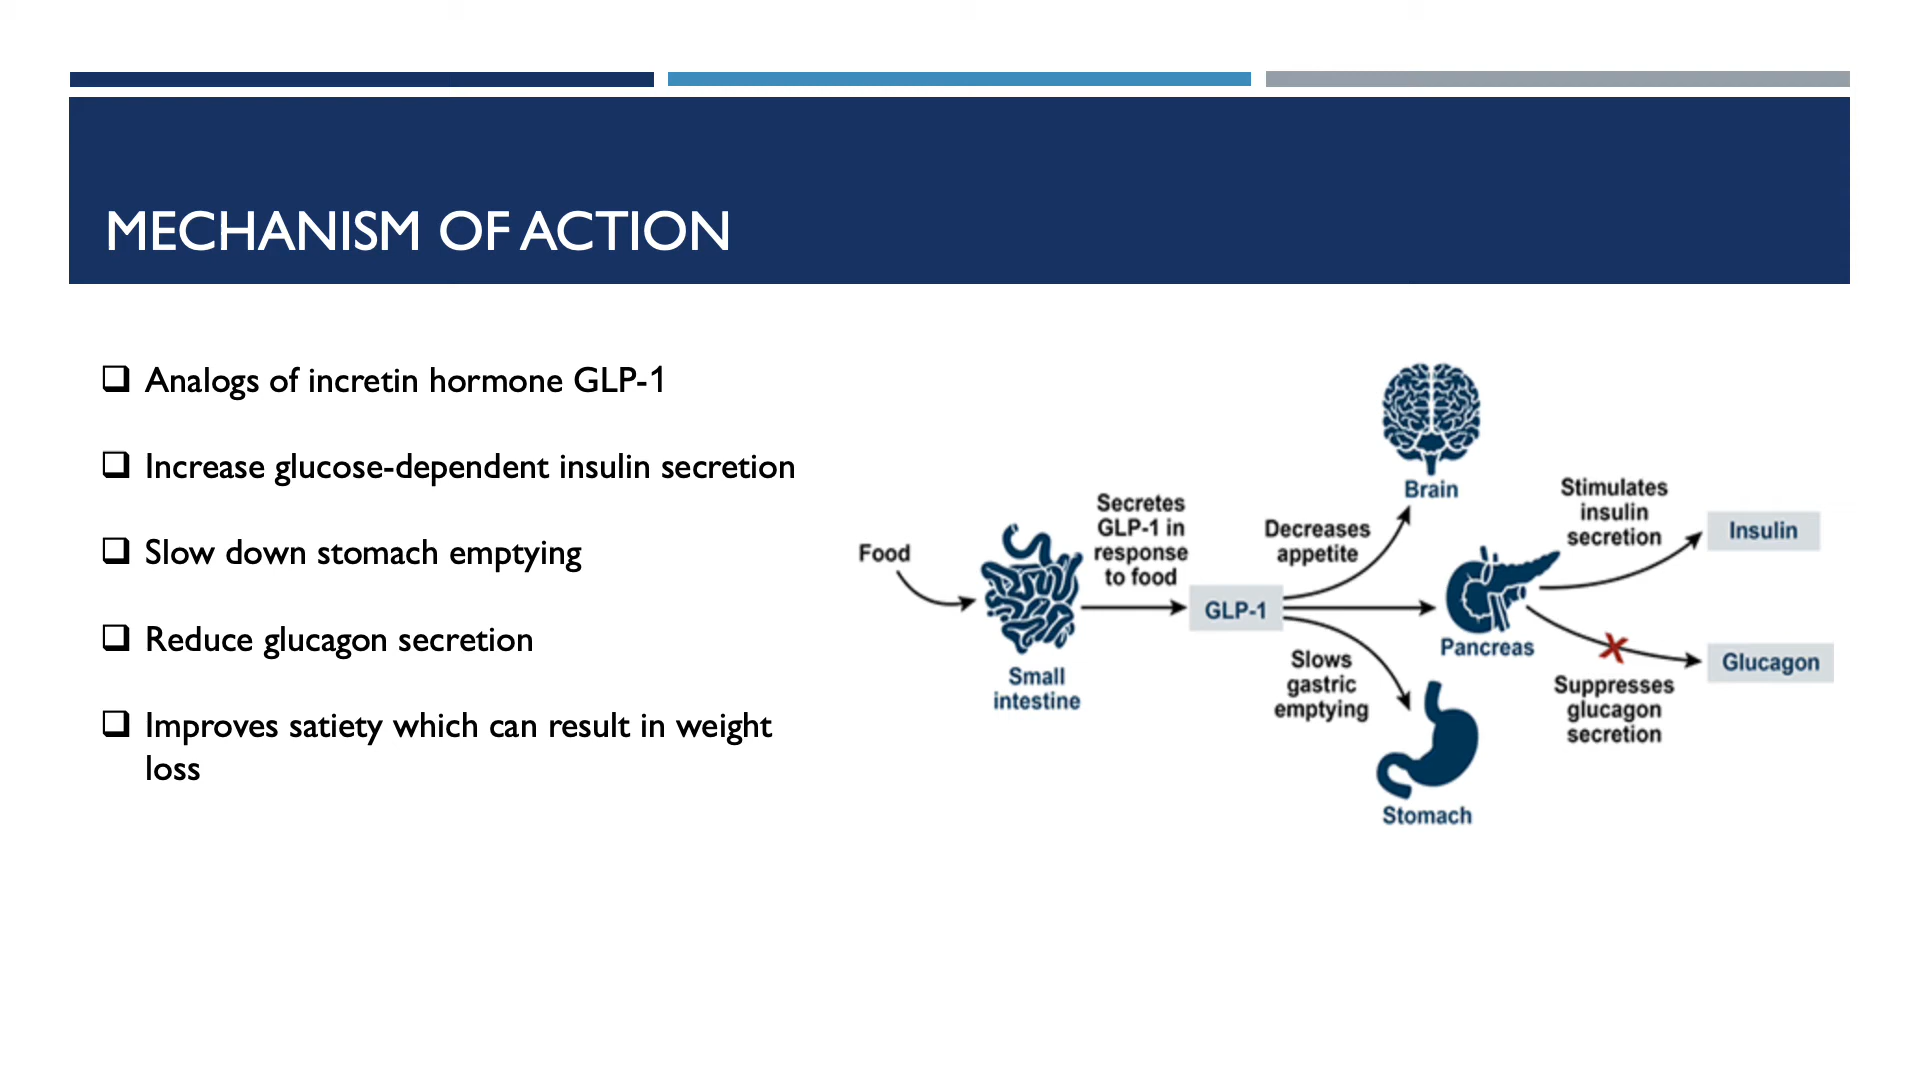 MECHANISM OF ACTION
Analogs of incretin hormone GLP-1
Increase glucose-dependent insulin secretion
Slow down stomach emptying
Reduce glucagon secretion
Improves satiety which can result in weight
loss
Food
Small
intestine
Secretes
GLP-1 in
response
to food
GLP-1
Decreases
appetite
Brain
Slows
gastric
emptying
Stomach
Pancreas
Stimulates
insulin
secretion
Insulin
Suppresses
glucagon
secretion
Glucagon